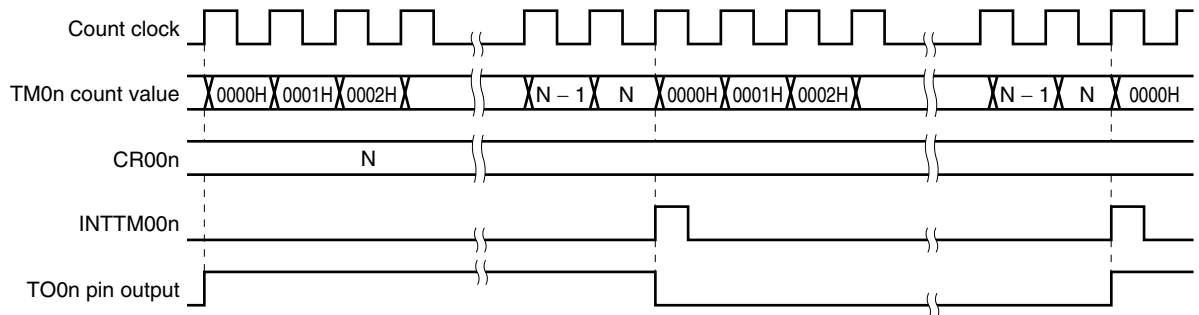 Count clock
TM0n count value 0000H 0001H 0002H N – 1 N 0000H 0001H 0002H N – 1 N 0000H
CR00n N
INTTM00n
TO0n pin output